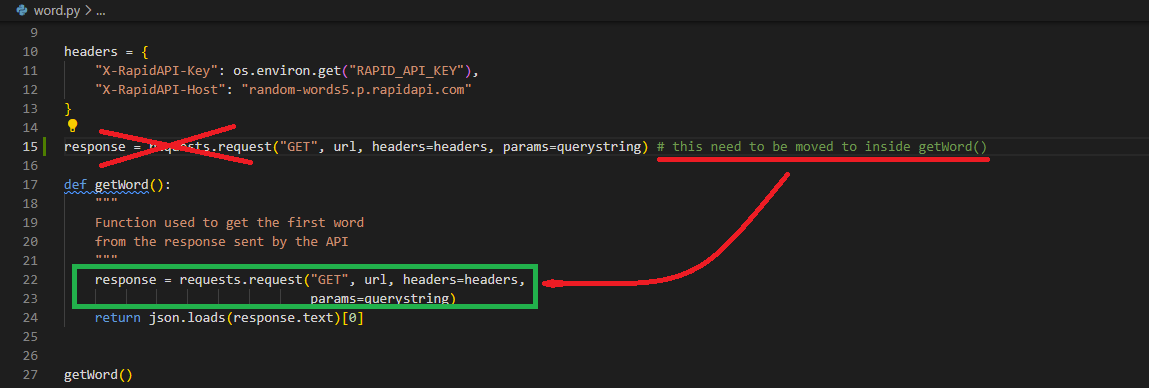 word.py > ...
9
10 headers = {
11 "X-RapidAPI-Key": os.environ.get("RAPID_API_KEY"),
12 "X-RapidAPI-Host": "random-words5.p.rapidapi.com"
13 }
14
15 response = requests.request("GET", url, headers=headers, params=querystring) # this need to be moved to inside getWord()
16
17 def getWord():
18 """
19 Function used to get the first word
20 from the response sent by the API
21 """
22 response = requests.request("GET", url, headers=headers,
23 params=querystring)
24 return json.loads(response.text)[0]
25
26
27 getWord()